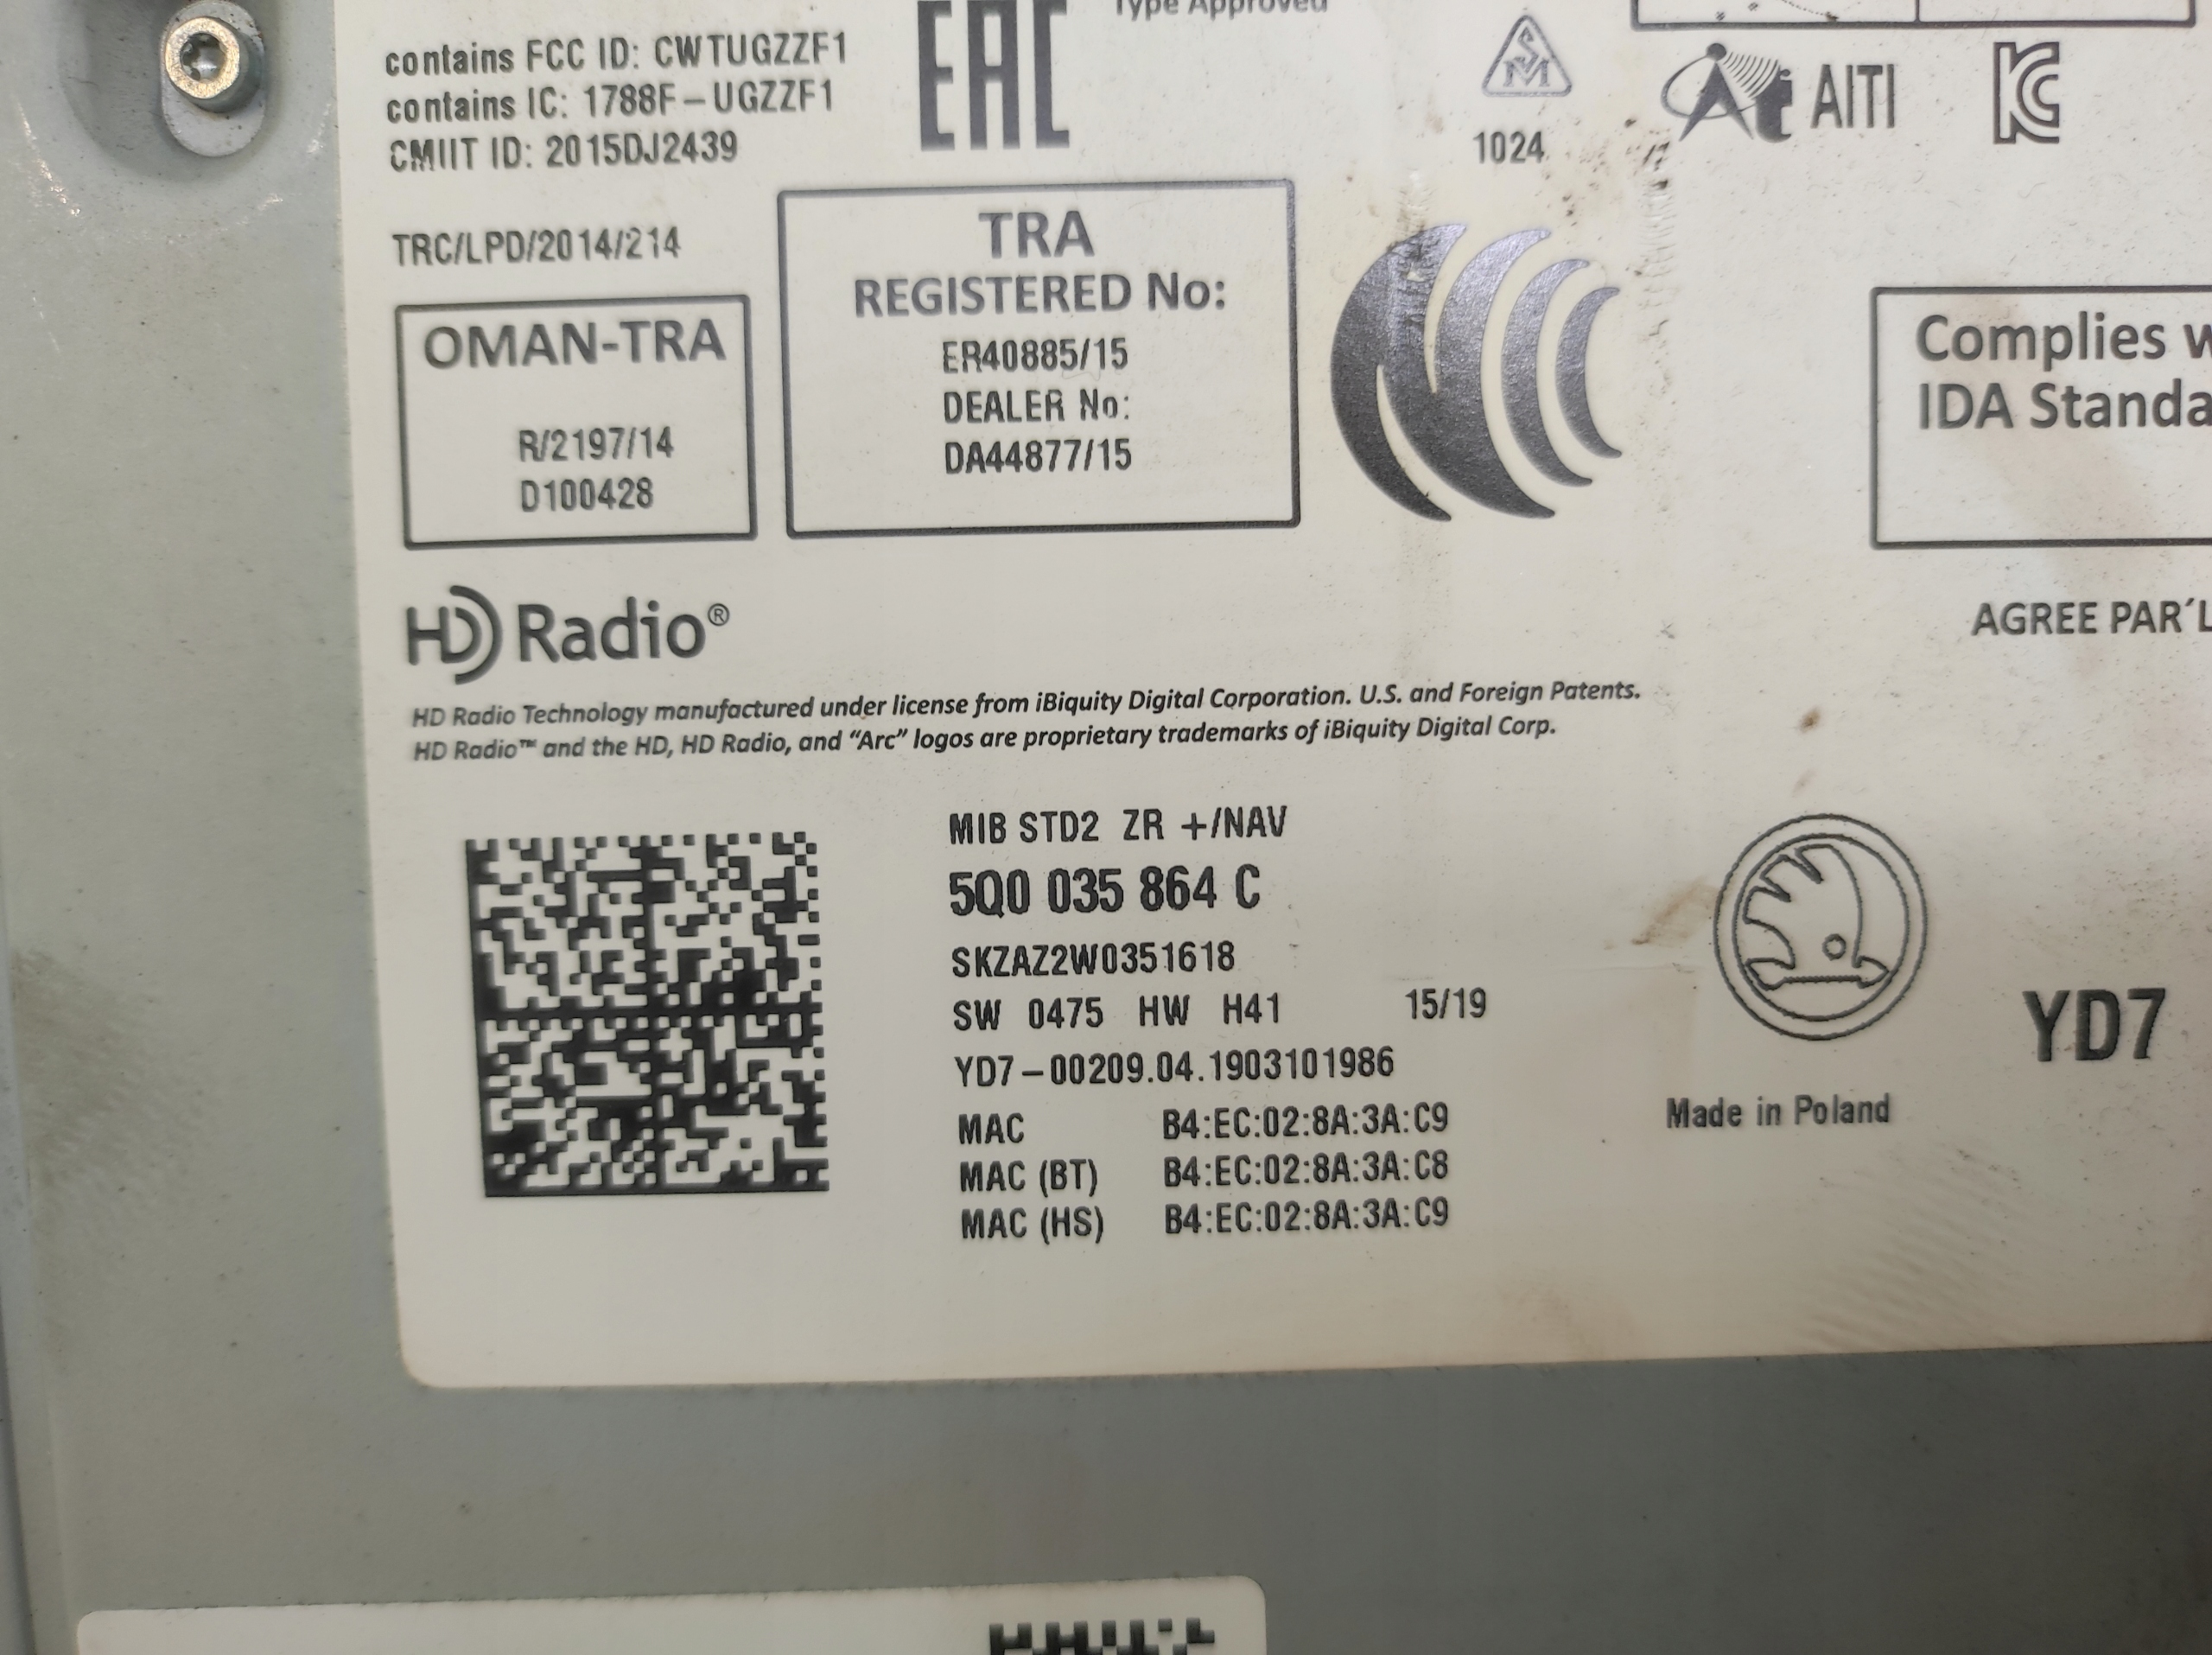 Type Approved
contains FCC ID: CWTUGZZF1
contains IC: 1788F-UGZZF1
CMIIT ID: 2015DJ2439
EAC
1024
AITI
TRC/LPD/2014/214
OMAN-TRA
R/2197/14
D100428
TRA
REGISTERED No:
ER40885/15
DEALER No:
DA44877/15
Complies w
IDA Standa
AGREE PAR´L
HD Radio®
HD Radio Technology manufactured under license from iBiquity Digital Corporation. U.S. and Foreign Patents.
HD Radio™ and the HD, HD Radio, and “Arc” logos are proprietary trademarks of iBiquity Digital Corp.
MIB STD2 ZR +/NAV
5Q0 035 864 C
SKZAZ2W0351618
SW 0475 HW H41 15/19
YD7-00209.04.1903101986
MAC B4:EC:02:8A:3A:C9
MAC (BT) B4:EC:02:8A:3A:C8
MAC (HS) B4:EC:02:8A:3A:C9
Made in Poland
YD7